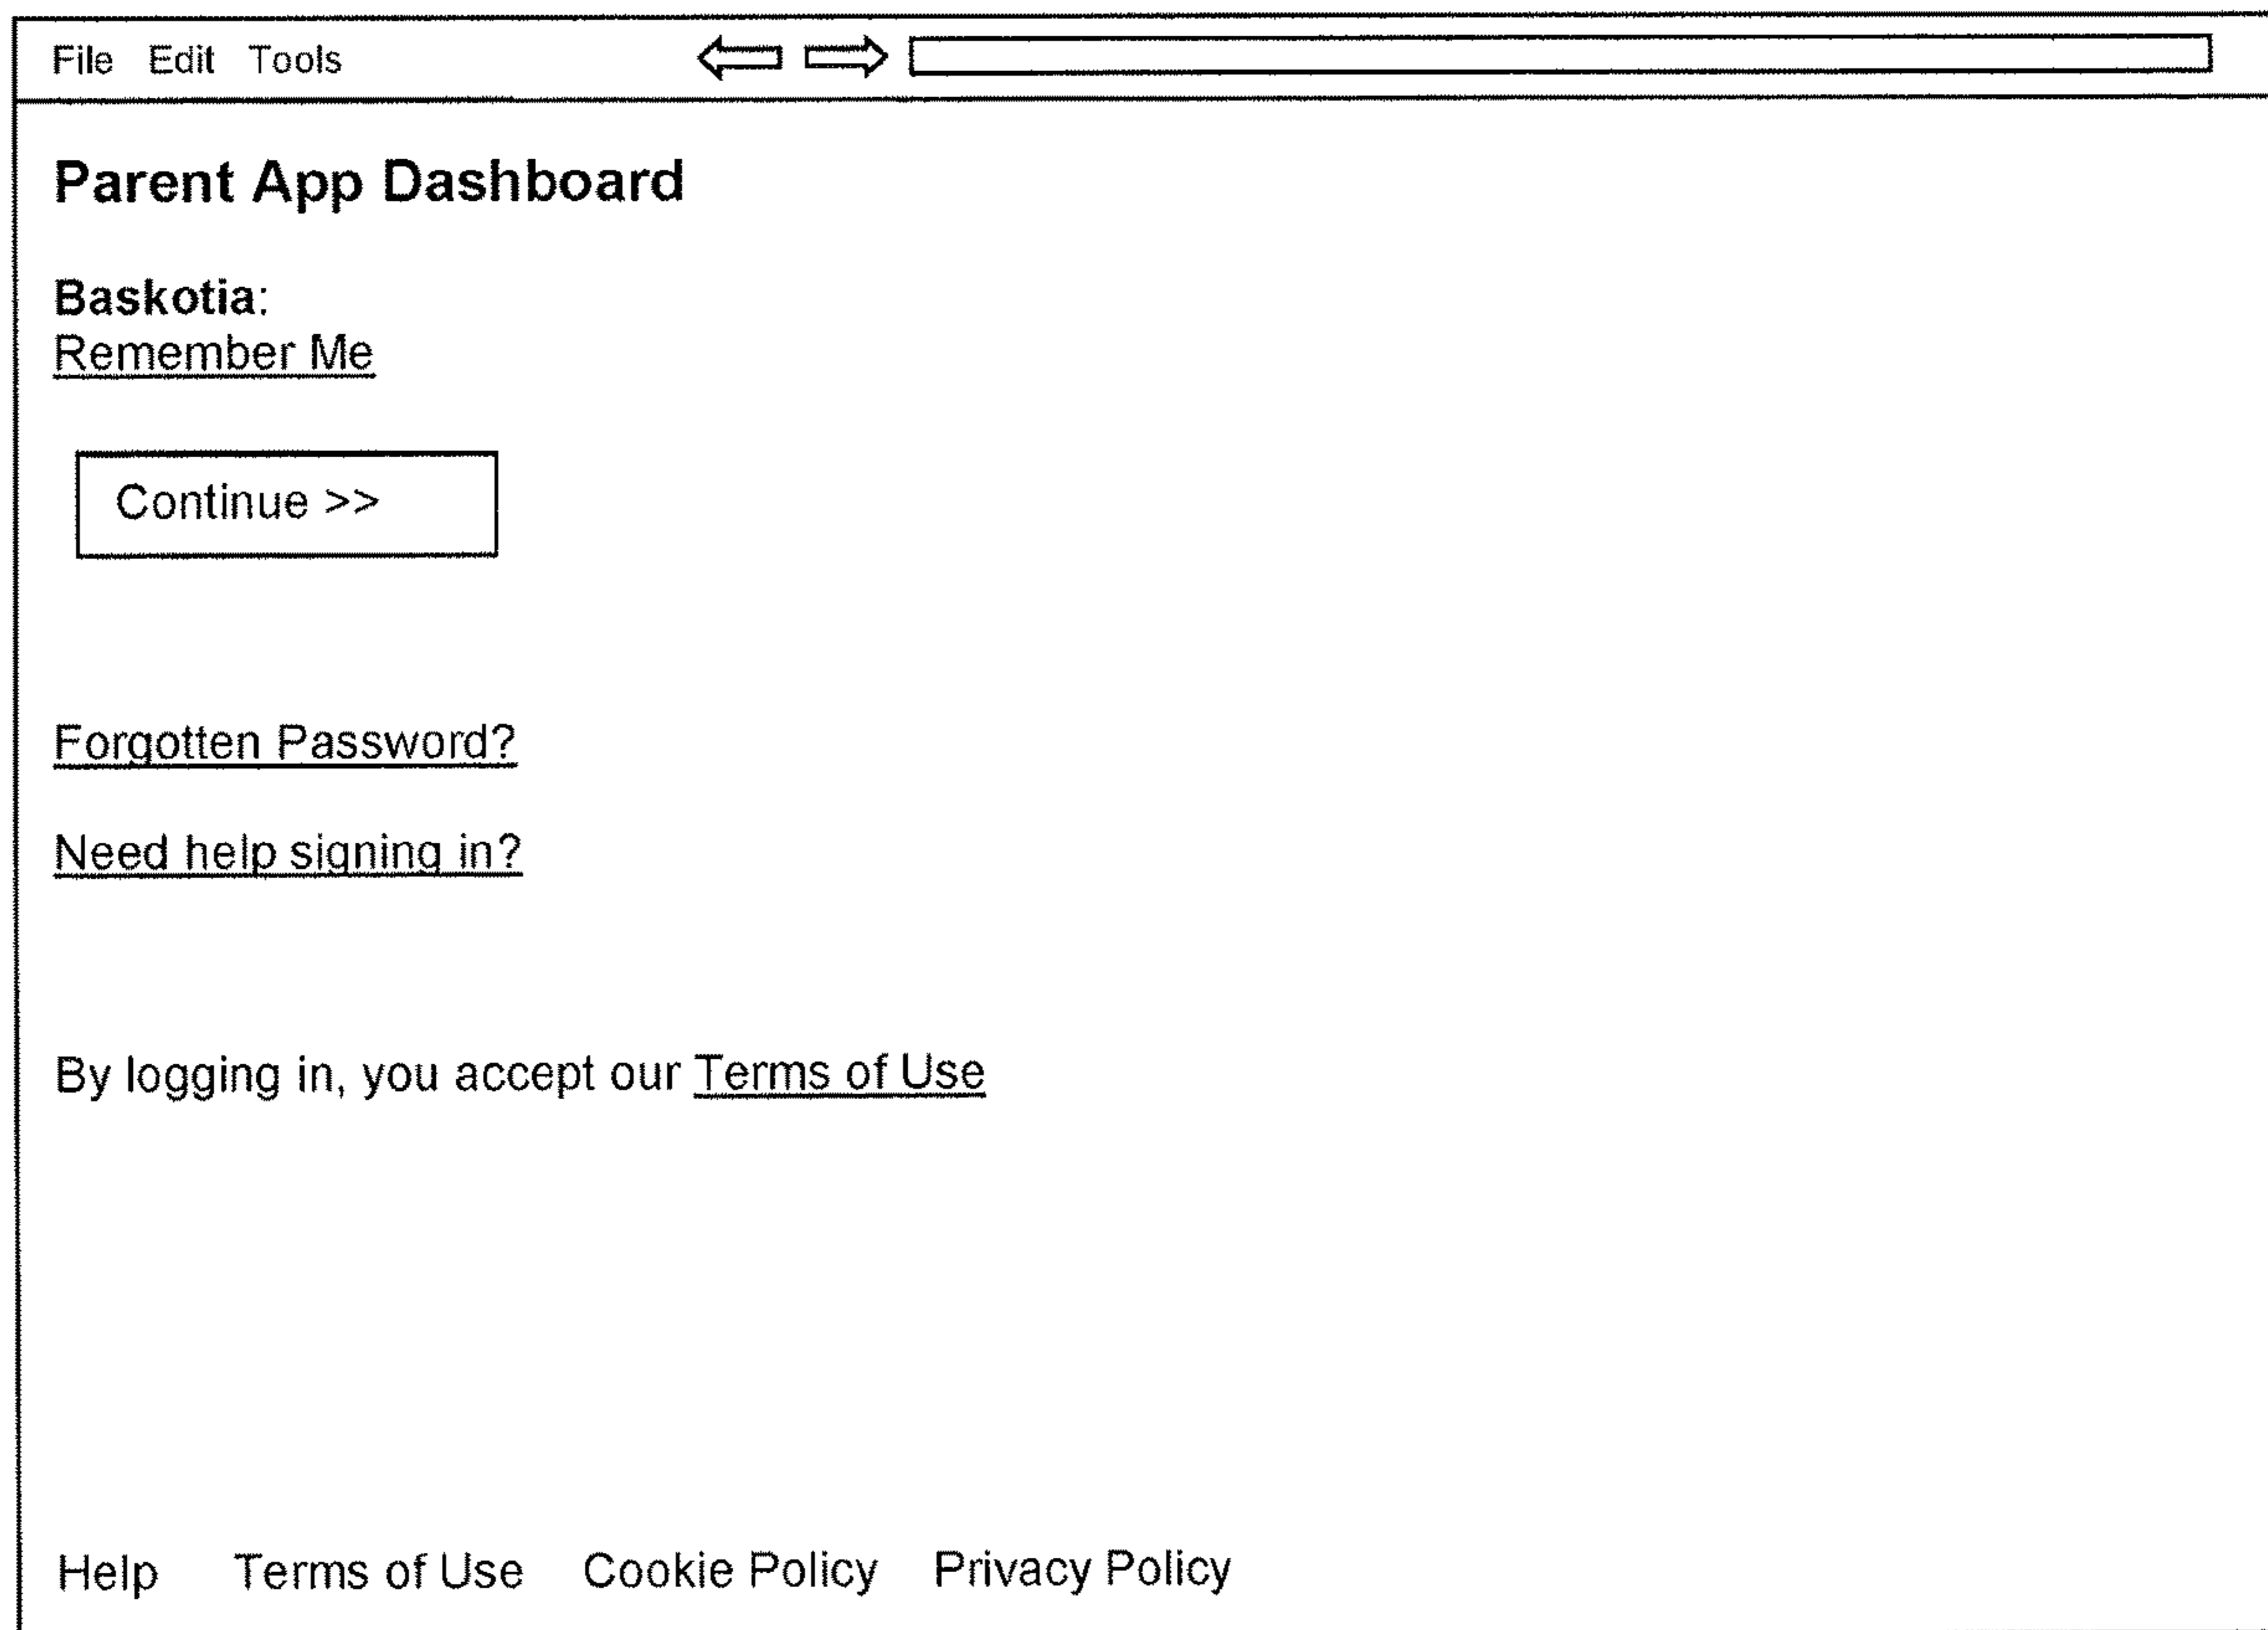 File Edit Tools
Parent App Dashboard
Baskotia:
Remember Me
Continue >>
Forgotten Password?
Need help signing in?
By logging in, you accept our Terms of Use
Help Terms of Use Cookie Policy Privacy Policy